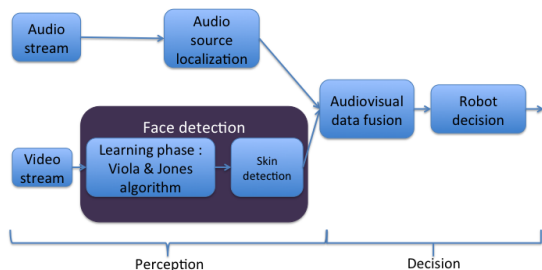 Audio
stream
Audio
source
localization
Audiovisual
data fusion
Robot
decision
Face detection
Video
stream
Learning phase :
Viola & Jones
algorithm
Skin
detection
Perception
Decision